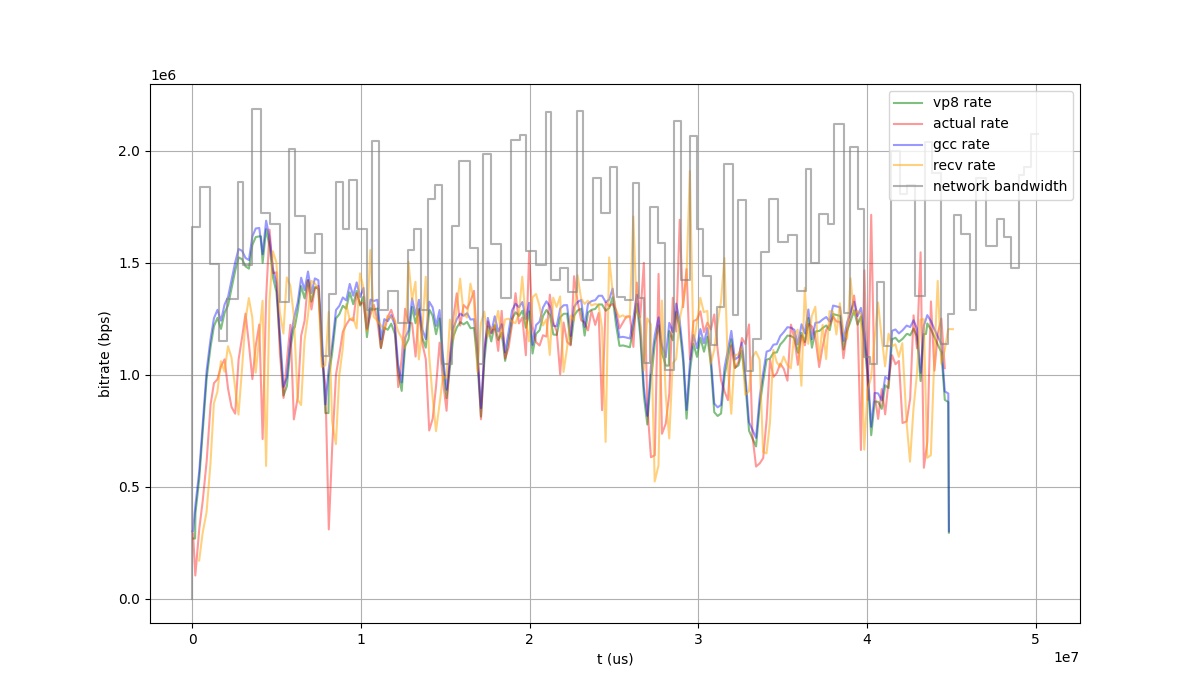 1e6
vp8 rate
actual rate
gcc rate
recv rate
network bandwidth
2.0
1.5
1.0
0.5
0.0
bitrate (bps)
0 1 2 3 4 5
t (us)
1e7